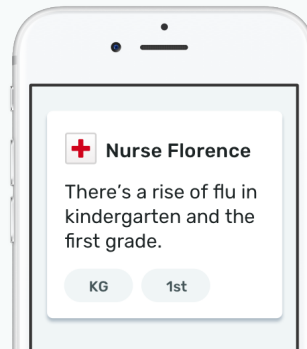 Nurse Florence
There's a rise of flu in
kindergarten and the
first grade.
KG
1st